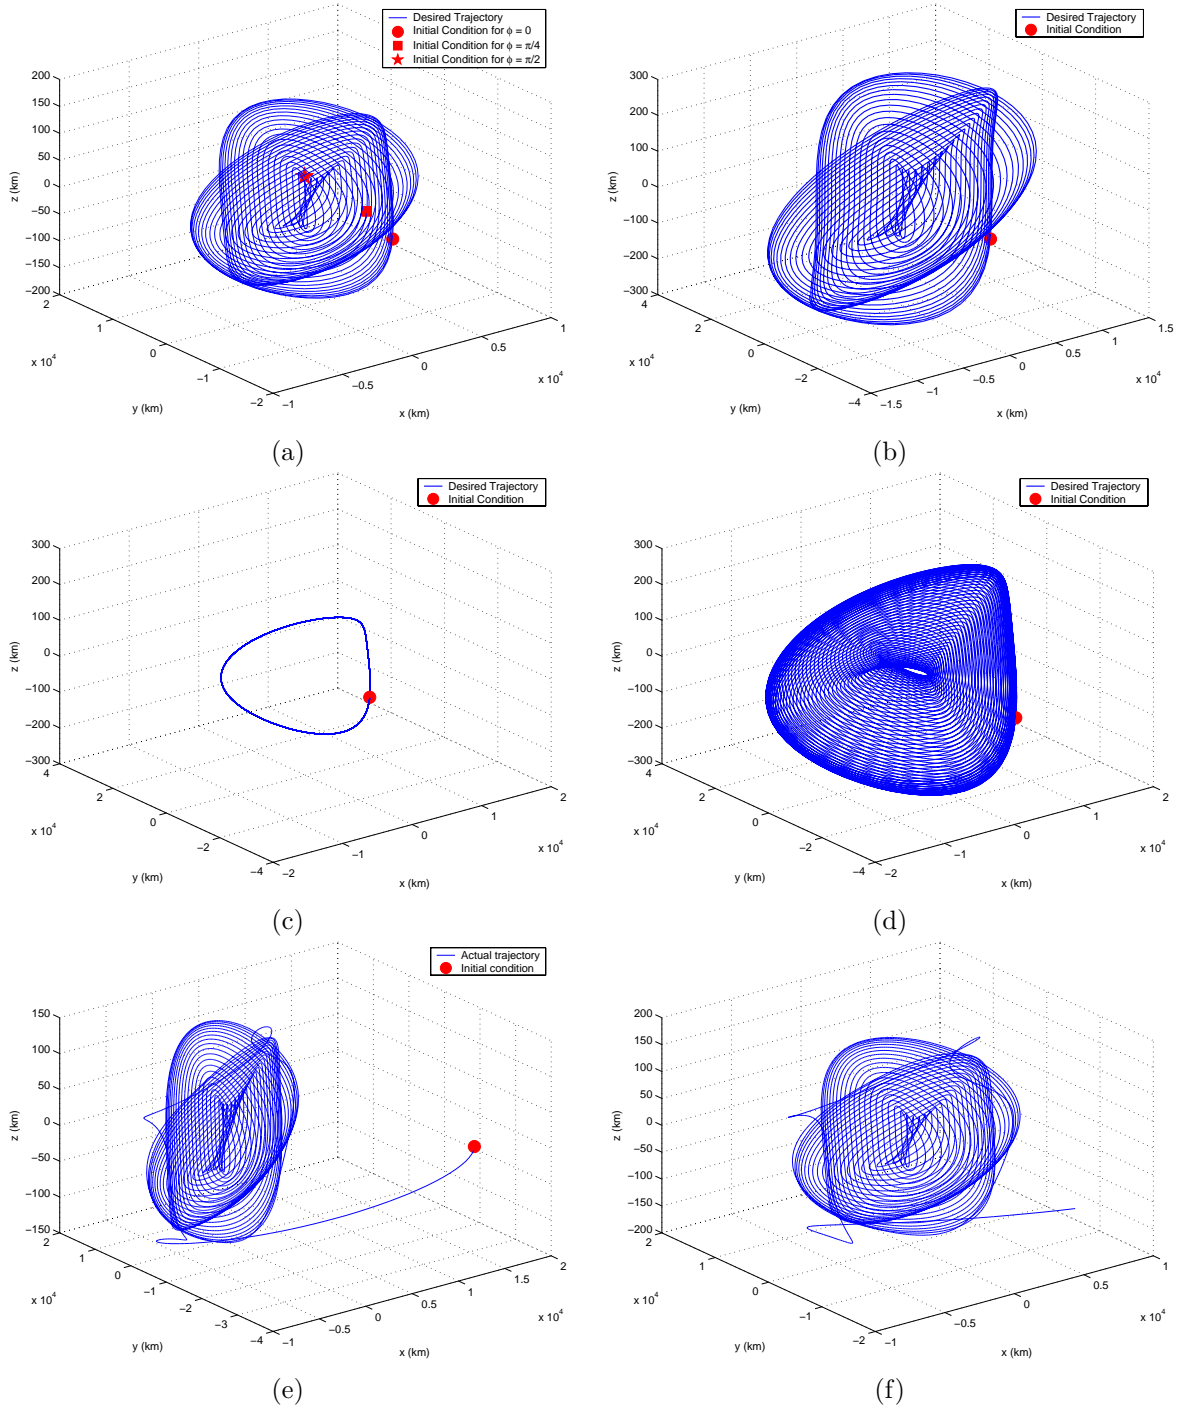 Desired Trajectory
Initial Condition for ϕ = 0
Initial Condition for ϕ = π/4
Initial Condition for ϕ = π/2
200
150
100
50
0
−50
−100
−150
−200
z (km)
2
1
0
−1
−2
x 10⁴
y (km)
−1
−0.5
0
0.5
1
x 10⁴
x (km)
(a)
Desired Trajectory
Initial Condition
300
200
100
0
−100
−200
−300
z (km)
4
2
0
−2
−4
x 10⁴
y (km)
−1.5
−1
−0.5
0
0.5
1
1.5
x 10⁴
x (km)
(b)
Desired Trajectory
Initial Condition
300
200
100
0
−100
−200
−300
z (km)
4
2
0
−2
−4
x 10⁴
y (km)
−2
−1
0
1
2
x 10⁴
x (km)
(c)
Desired Trajectory
Initial Condition
300
200
100
0
−100
−200
−300
z (km)
4
2
0
−2
−4
x 10⁴
y (km)
−2
−1
0
1
2
x 10⁴
x (km)
(d)
Actual trajectory
Initial condition
150
100
50
0
−50
−100
−150
z (km)
2
1
0
−1
−2
−3
−4
x 10⁴
y (km)
−1
−0.5
0
0.5
1
1.5
2
x 10⁴
x (km)
(e)
200
150
100
50
0
−50
−100
−150
−200
z (km)
2
1
0
−1
−2
x 10⁴
y (km)
−1
−0.5
0
0.5
1
x 10⁴
x (km)
(f)